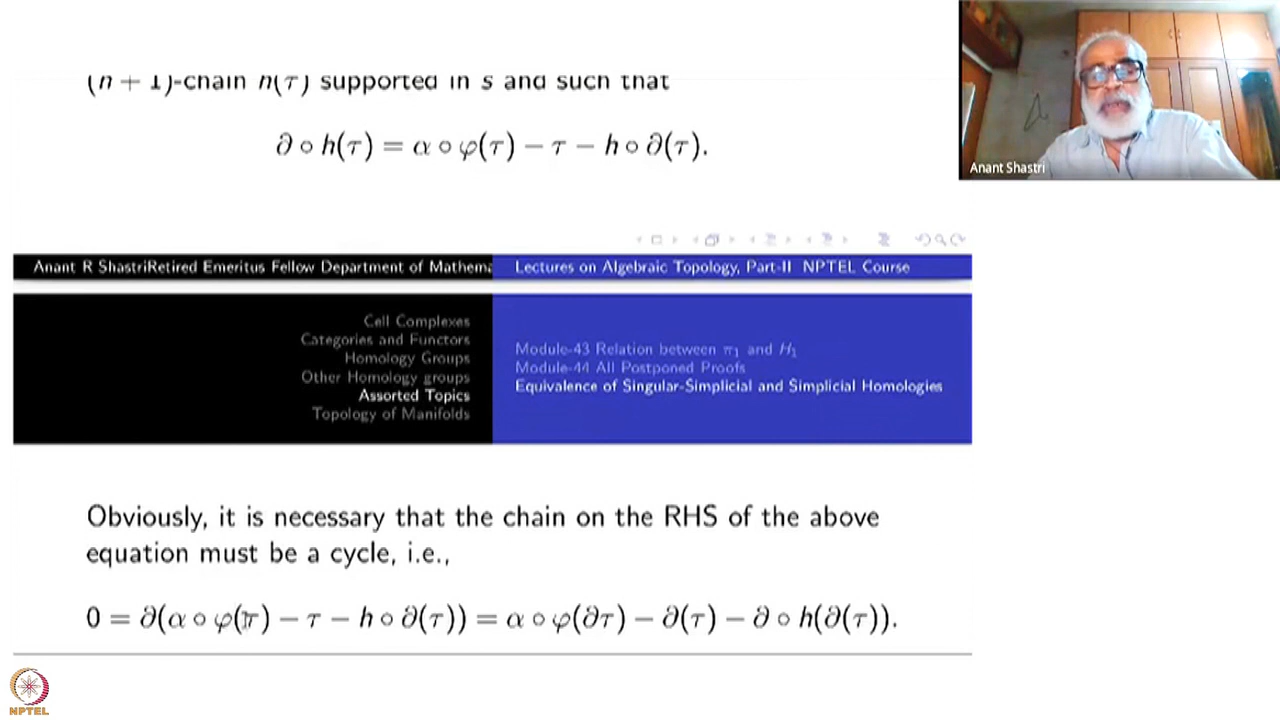 (n + 1)-chain h(τ) supported in s and such that
∂ ∘ h(τ) = α ∘ φ(τ) − τ − h ∘ ∂(τ).
Anant Shastri
Anant R ShastriRetired Emeritus Fellow Department of Mathema
Lectures on Algebraic Topology, Part-II NPTEL Course
Cell Complexes
Categories and Functors
Homology Groups
Other Homology groups
Assorted Topics
Topology of Manifolds
Module-43 Relation between π₁ and H₁
Module-44 All Postponed Proofs
Equivalence of Singular-Simplicial and Simplicial Homologies
Obviously, it is necessary that the chain on the RHS of the above
equation must be a cycle, i.e.,
0 = ∂(α ∘ φ(τ) − τ − h ∘ ∂(τ)) = α ∘ φ(∂τ) − ∂(τ) − ∂ ∘ h(∂(τ)).
NPTEL